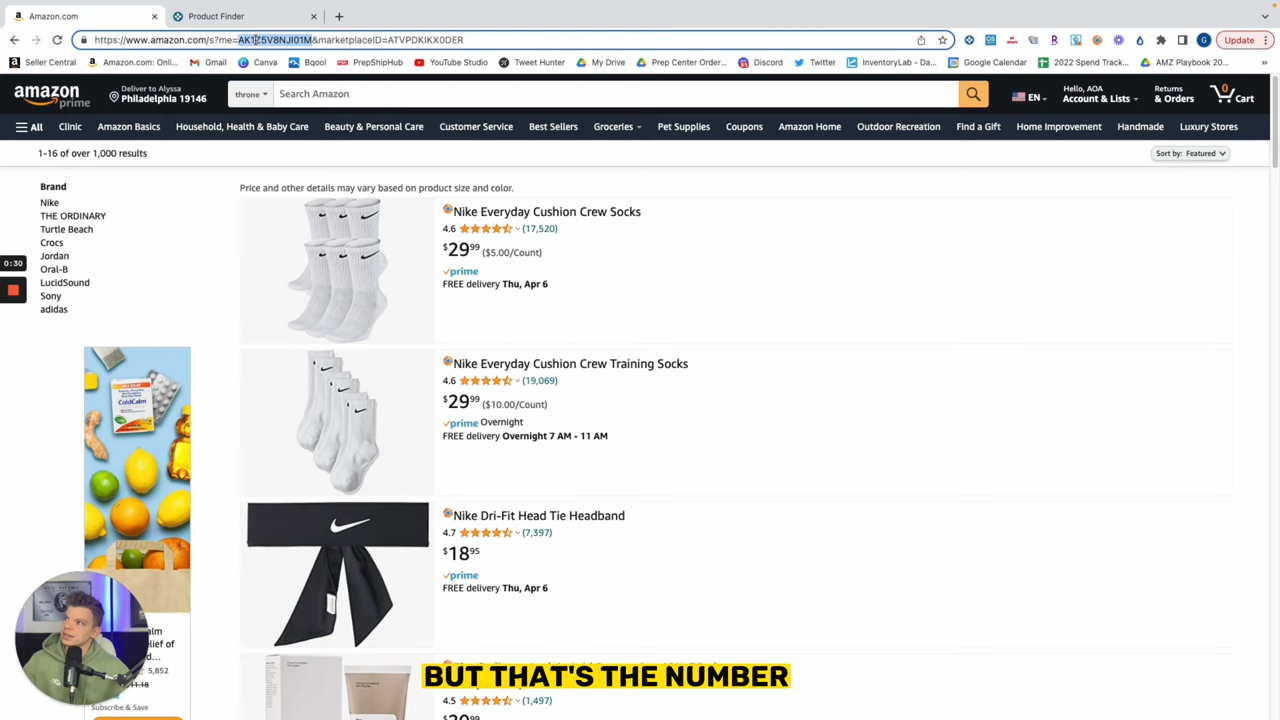 Amazon.com
Product Finder
https://www.amazon.com/s?me=AK1Z5V8NJI01M&marketplaceID=ATVPDKIKX0DER
Update
Seller Central
Amazon.com: Onli...
Gmail
Canva
Bqool
PrepShipHub
YouTube Studio
Tweet Hunter
My Drive
Prep Center Order...
Discord
Twitter
InventoryLab - Da...
Google Calendar
2022 Spend Track...
AMZ Playbook 20...
amazon prime
Deliver to Alyssa
Philadelphia 19146
throne
Search Amazon
EN
Hello, AOA
Account & Lists
Returns
& Orders
0
Cart
All
Clinic
Amazon Basics
Household, Health & Baby Care
Beauty & Personal Care
Customer Service
Best Sellers
Groceries
Pet Supplies
Coupons
Amazon Home
Outdoor Recreation
Find a Gift
Home Improvement
Handmade
Luxury Stores
1-16 of over 1,000 results
Sort by: Featured
Brand
Nike
THE ORDINARY
Turtle Beach
Crocs
Jordan
Oral-B
LucidSound
Sony
adidas
0:30
Price and other details may vary based on product size and color.
Nike Everyday Cushion Crew Socks
4.6 (17,520)
$29.99 ($5.00/Count)
prime
FREE delivery Thu, Apr 6
Nike Everyday Cushion Crew Training Socks
4.6 (19,069)
$29.99 ($10.00/Count)
prime Overnight
FREE delivery Overnight 7 AM - 11 AM
Nike Dri-Fit Head Tie Headband
4.7 (7,397)
$18.95
prime
FREE delivery Thu, Apr 6
4.5 (1,497)
ColdCalm
5,852
Subscribe & Save
BUT THAT'S THE NUMBER